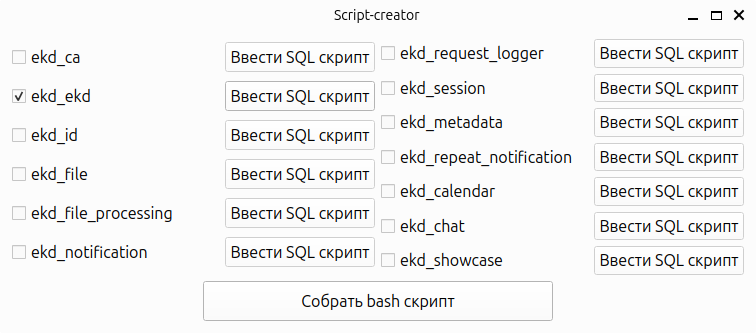 Script-creator
ekd_ca Ввести SQL скрипт
ekd_ekd Ввести SQL скрипт
ekd_id Ввести SQL скрипт
ekd_file Ввести SQL скрипт
ekd_file_processing Ввести SQL скрипт
ekd_notification Ввести SQL скрипт
ekd_request_logger Ввести SQL скрипт
ekd_session Ввести SQL скрипт
ekd_metadata Ввести SQL скрипт
ekd_repeat_notification Ввести SQL скрипт
ekd_calendar Ввести SQL скрипт
ekd_chat Ввести SQL скрипт
ekd_showcase Ввести SQL скрипт
Собрать bash скрипт